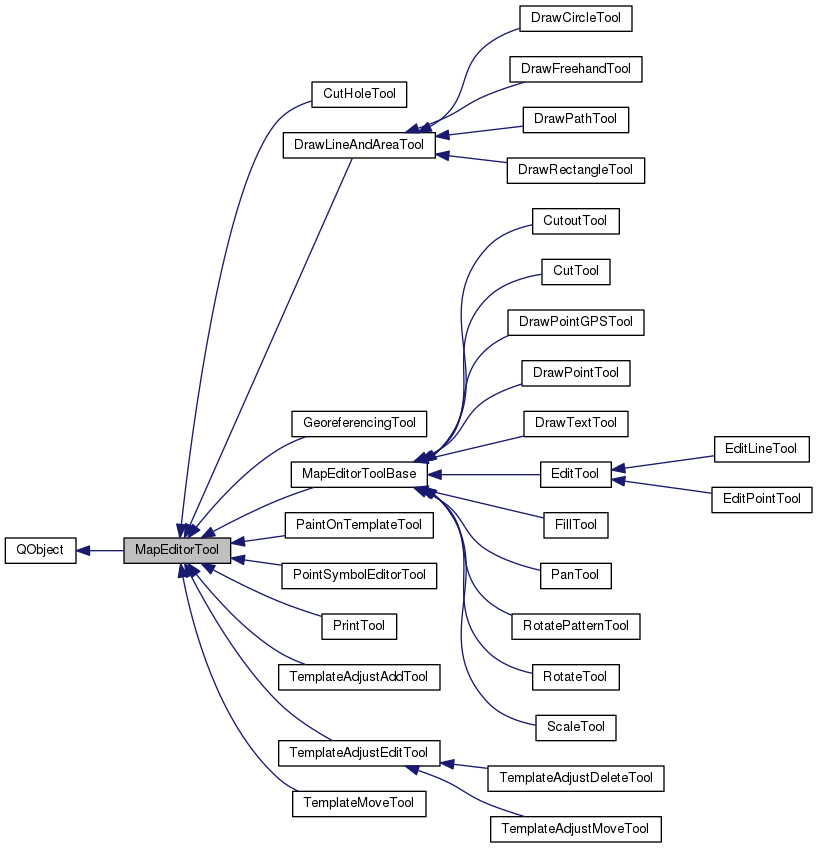 DrawCircleTool
DrawFreehandTool
CutHoleTool
DrawPathTool
DrawLineAndAreaTool
DrawRectangleTool
CutoutTool
CutTool
DrawPointGPSTool
DrawPointTool
GeoreferencingTool
DrawTextTool
EditLineTool
MapEditorToolBase
EditTool
EditPointTool
PaintOnTemplateTool
FillTool
QObject
MapEditorTool
PointSymbolEditorTool
PanTool
PrintTool
RotatePatternTool
TemplateAdjustAddTool
RotateTool
ScaleTool
TemplateAdjustEditTool
TemplateAdjustDeleteTool
TemplateMoveTool
TemplateAdjustMoveTool